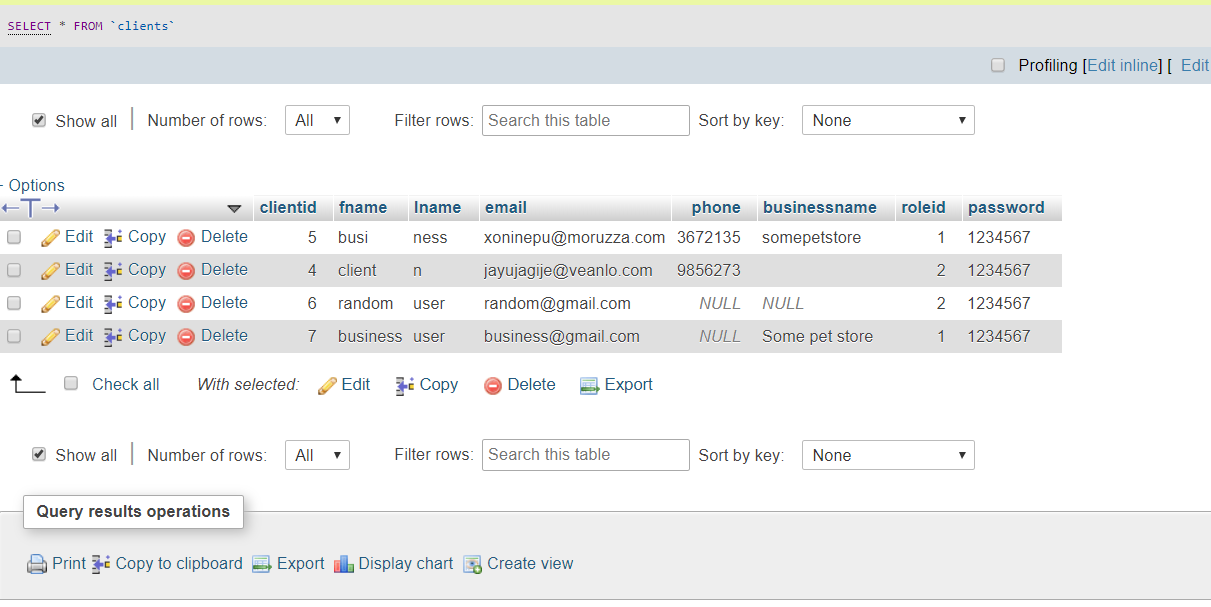 SELECT * FROM `clients`
Profiling [Edit inline] [ Edit
Show all Number of rows: All Filter rows: Search this table Sort by key: None
Options
clientid fname lname email phone businessname roleid password
Edit Copy Delete 5 busi ness xoninepu@moruzza.com 3672135 somepetstore 1 1234567
Edit Copy Delete 4 client n jayujagije@veanlo.com 9856273 2 1234567
Edit Copy Delete 6 random user random@gmail.com NULL NULL 2 1234567
Edit Copy Delete 7 business user business@gmail.com NULL Some pet store 1 1234567
Check all With selected: Edit Copy Delete Export
Show all Number of rows: All Filter rows: Search this table Sort by key: None
Query results operations
Print Copy to clipboard Export Display chart Create view